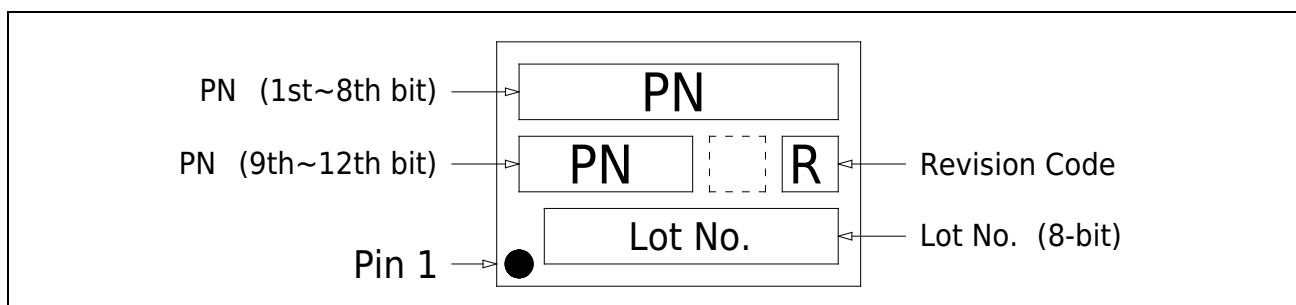 PN (1st~8th bit) PN
PN (9th~12th bit) PN R Revision Code
Lot No. Lot No. (8-bit)
Pin 1